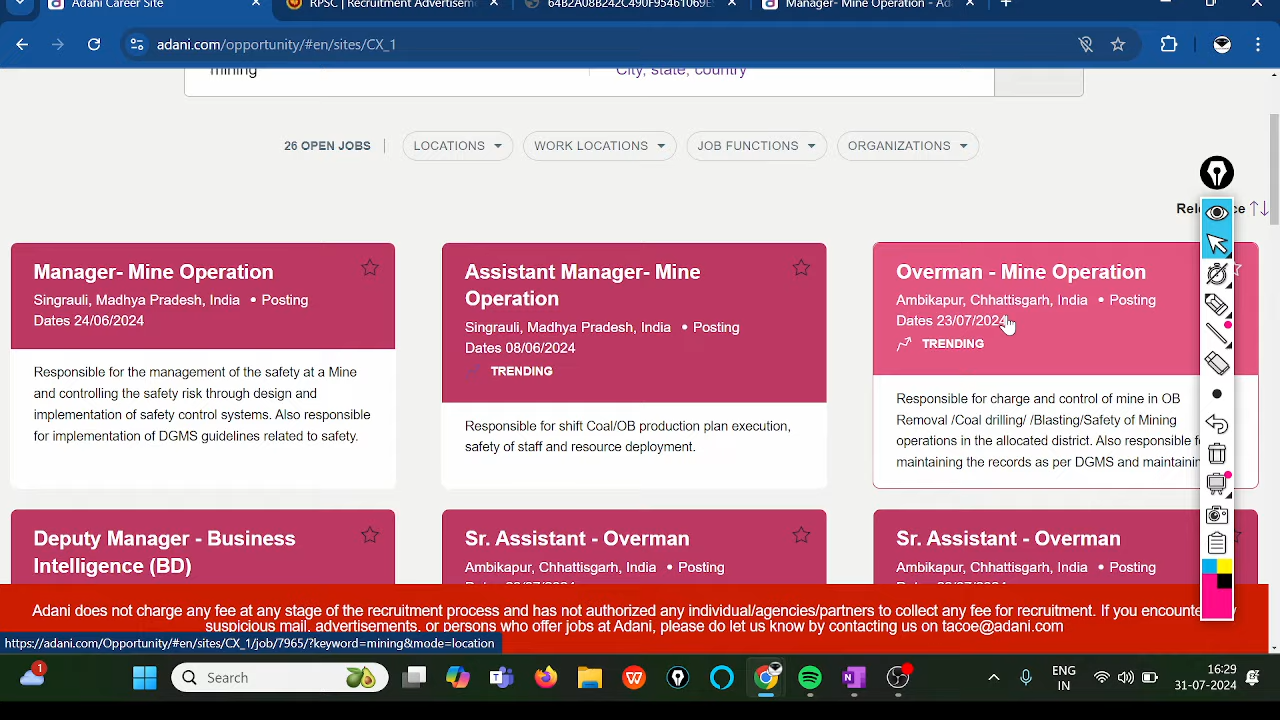 Adani Career Site
RPSC | Recruitment Advertisem
64B2A08B242C490F95461069E
Manager- Mine Operation - Ad
adani.com/opportunity/#en/sites/CX_1
mining
City, state, country
26 OPEN JOBS
LOCATIONS
WORK LOCATIONS
JOB FUNCTIONS
ORGANIZATIONS
Manager- Mine Operation
Singrauli, Madhya Pradesh, India • Posting
Dates 24/06/2024
Responsible for the management of the safety at a Mine
and controlling the safety risk through design and
implementation of safety control systems. Also responsible
for implementation of DGMS guidelines related to safety.
Assistant Manager- Mine
Operation
Singrauli, Madhya Pradesh, India • Posting
Dates 08/06/2024
TRENDING
Responsible for shift Coal/OB production plan execution,
safety of staff and resource deployment.
Overman - Mine Operation
Ambikapur, Chhattisgarh, India • Posting
Dates 23/07/2024
TRENDING
Responsible for charge and control of mine in OB
Removal /Coal drilling/ /Blasting/Safety of Mining
operations in the allocated district. Also responsible
maintaining the records as per DGMS and maintainin
Deputy Manager - Business
Intelligence (BD)
Sr. Assistant - Overman
Ambikapur, Chhattisgarh, India • Posting
Sr. Assistant - Overman
Ambikapur, Chhattisgarh, India • Posting
Adani does not charge any fee at any stage of the recruitment process and has not authorized any individual/agencies/partners to collect any fee for recruitment. If you encounte
suspicious mail, advertisements, or persons who offer jobs at Adani, please do let us know by contacting us on tacoe@adani.com
https://adani.com/Opportunity/#en/sites/CX_1/job/7965/?keyword=mining&mode=location
1
Search
ENG
IN
16:29
31-07-2024